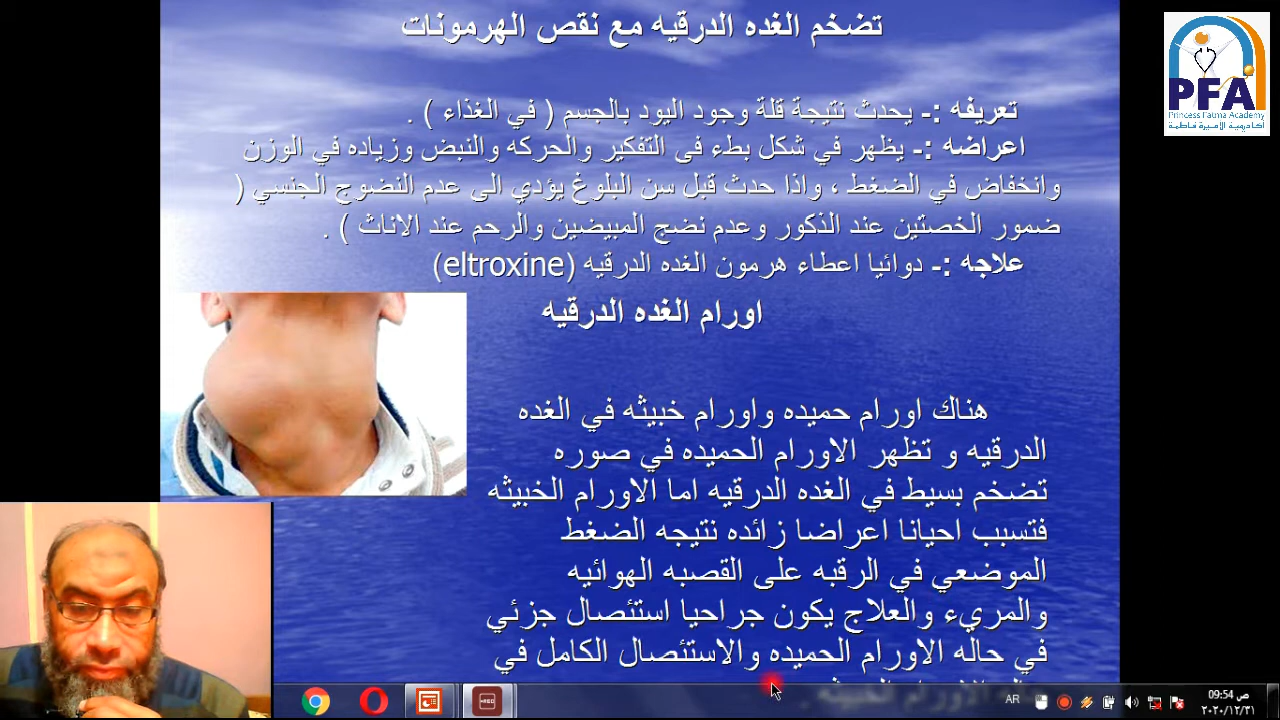 تضخم الغده الدرقيه مع نقص الهرمونات
PFA
Princess Fatma Academy
أكاديمية الأميرة فاطمة
تعريفه :- يحدث نتيجة قلة وجود اليود بالجسم ( في الغذاء ) .
اعراضه :- يظهر في شكل بطء فى التفكير والحركه والنبض وزياده في الوزن
وانخفاض في الضغط ، واذا حدث قبل سن البلوغ يؤدي الى عدم النضوج الجنسي (
ضمور الخصتين عند الذكور وعدم نضج المبيضين والرحم عند الاناث ) .
علاجه :- دوائيا اعطاء هرمون الغده الدرقيه (eltroxine)
اورام الغده الدرقيه
هناك اورام حميده واورام خبيثه في الغده
الدرقيه و تظهر الاورام الحميده في صوره
تضخم بسيط في الغده الدرقيه اما الاورام الخبيثه
فتسبب احيانا اعراضا زائده نتيجه الضغط
الموضعي في الرقبه على القصبه الهوائيه
والمريء والعلاج يكون جراحيا استئصال جزئي
في حاله الاورام الحميده والاستئصال الكامل في
AR
09:54 ص
٢٠٢٠/١٢/٣١